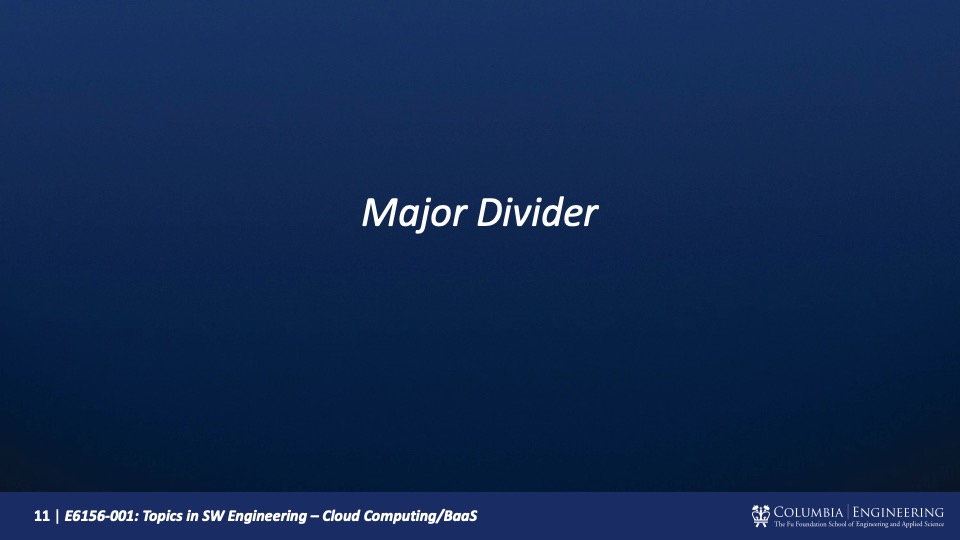 Major Divider
11 | E6156-001: Topics in SW Engineering – Cloud Computing/BaaS
COLUMBIA | ENGINEERING
The Fu Foundation School of Engineering and Applied Science